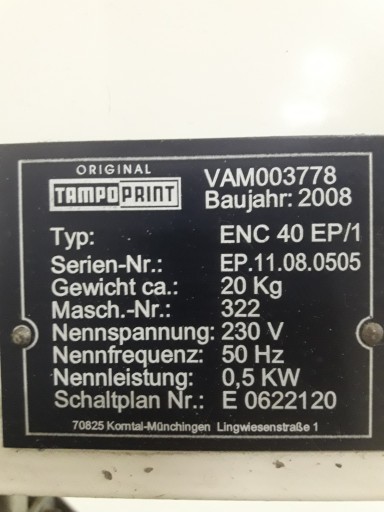 ORIGINAL
TAMPOPRINT
VAM003778
Baujahr: 2008
Typ: ENC 40 EP/1
Serien-Nr.: EP.11.08.0505
Gewicht ca.: 20 Kg
Masch.-Nr.: 322
Nennspannung: 230 V
Nennfrequenz: 50 Hz
Nennleistung: 0,5 KW
Schaltplan Nr.: E 0622120
70825 Korntal-Münchingen Lingwiesenstraße 1